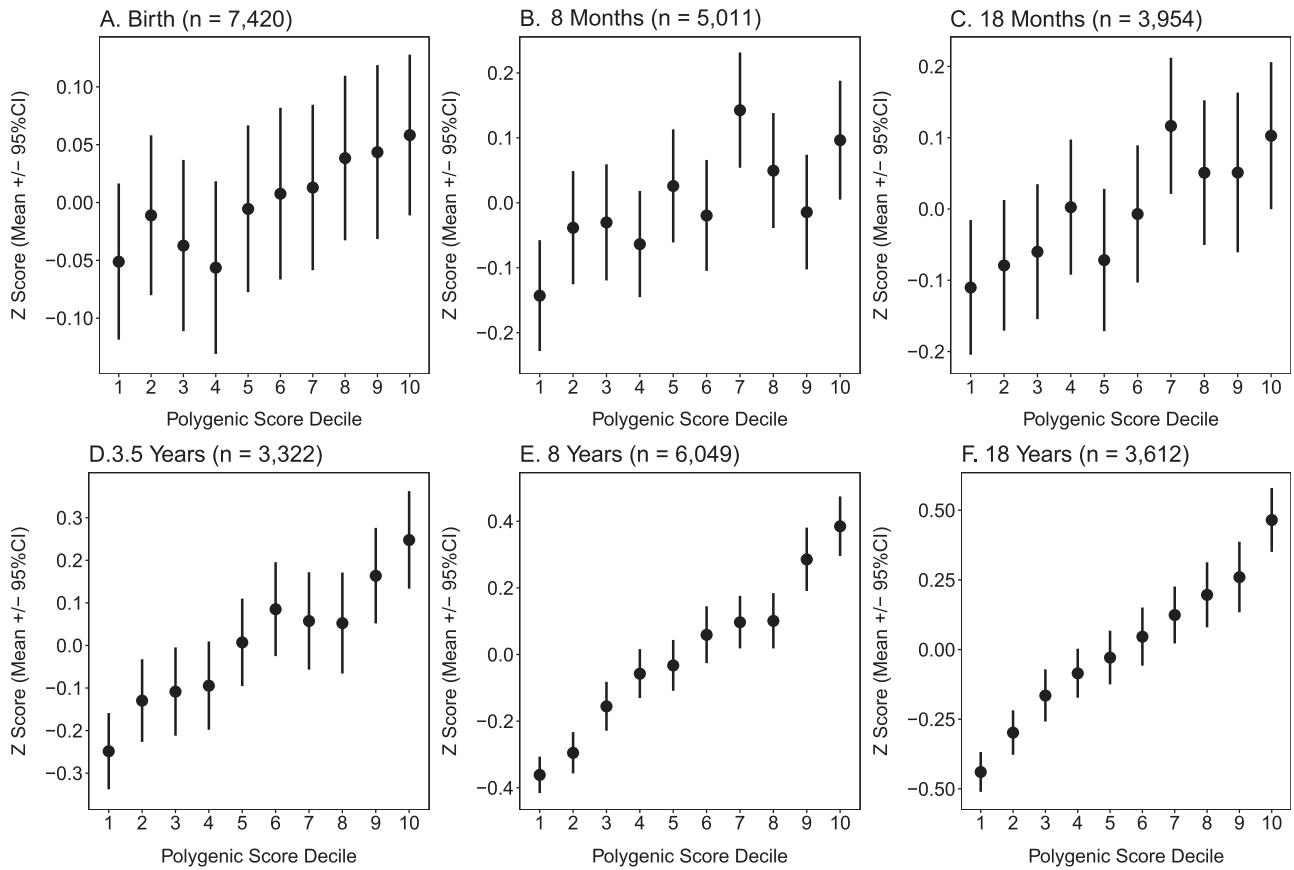 A. Birth (n = 7,420)
Z Score (Mean +/− 95%CI)
0.10
0.05
0.00
−0.05
−0.10
1 2 3 4 5 6 7 8 9 10
Polygenic Score Decile
B. 8 Months (n = 5,011)
Z Score (Mean +/− 95%CI)
0.2
0.1
0.0
−0.1
−0.2
1 2 3 4 5 6 7 8 9 10
Polygenic Score Decile
C. 18 Months (n = 3,954)
Z Score (Mean +/− 95%CI)
0.2
0.1
0.0
−0.1
−0.2
1 2 3 4 5 6 7 8 9 10
Polygenic Score Decile
D.3.5 Years (n = 3,322)
Z Score (Mean +/− 95%CI)
0.3
0.2
0.1
0.0
−0.1
−0.2
−0.3
1 2 3 4 5 6 7 8 9 10
Polygenic Score Decile
E. 8 Years (n = 6,049)
Z Score (Mean +/− 95%CI)
0.4
0.2
0.0
−0.2
−0.4
1 2 3 4 5 6 7 8 9 10
Polygenic Score Decile
F. 18 Years (n = 3,612)
Z Score (Mean +/− 95%CI)
0.50
0.25
0.00
−0.25
−0.50
1 2 3 4 5 6 7 8 9 10
Polygenic Score Decile